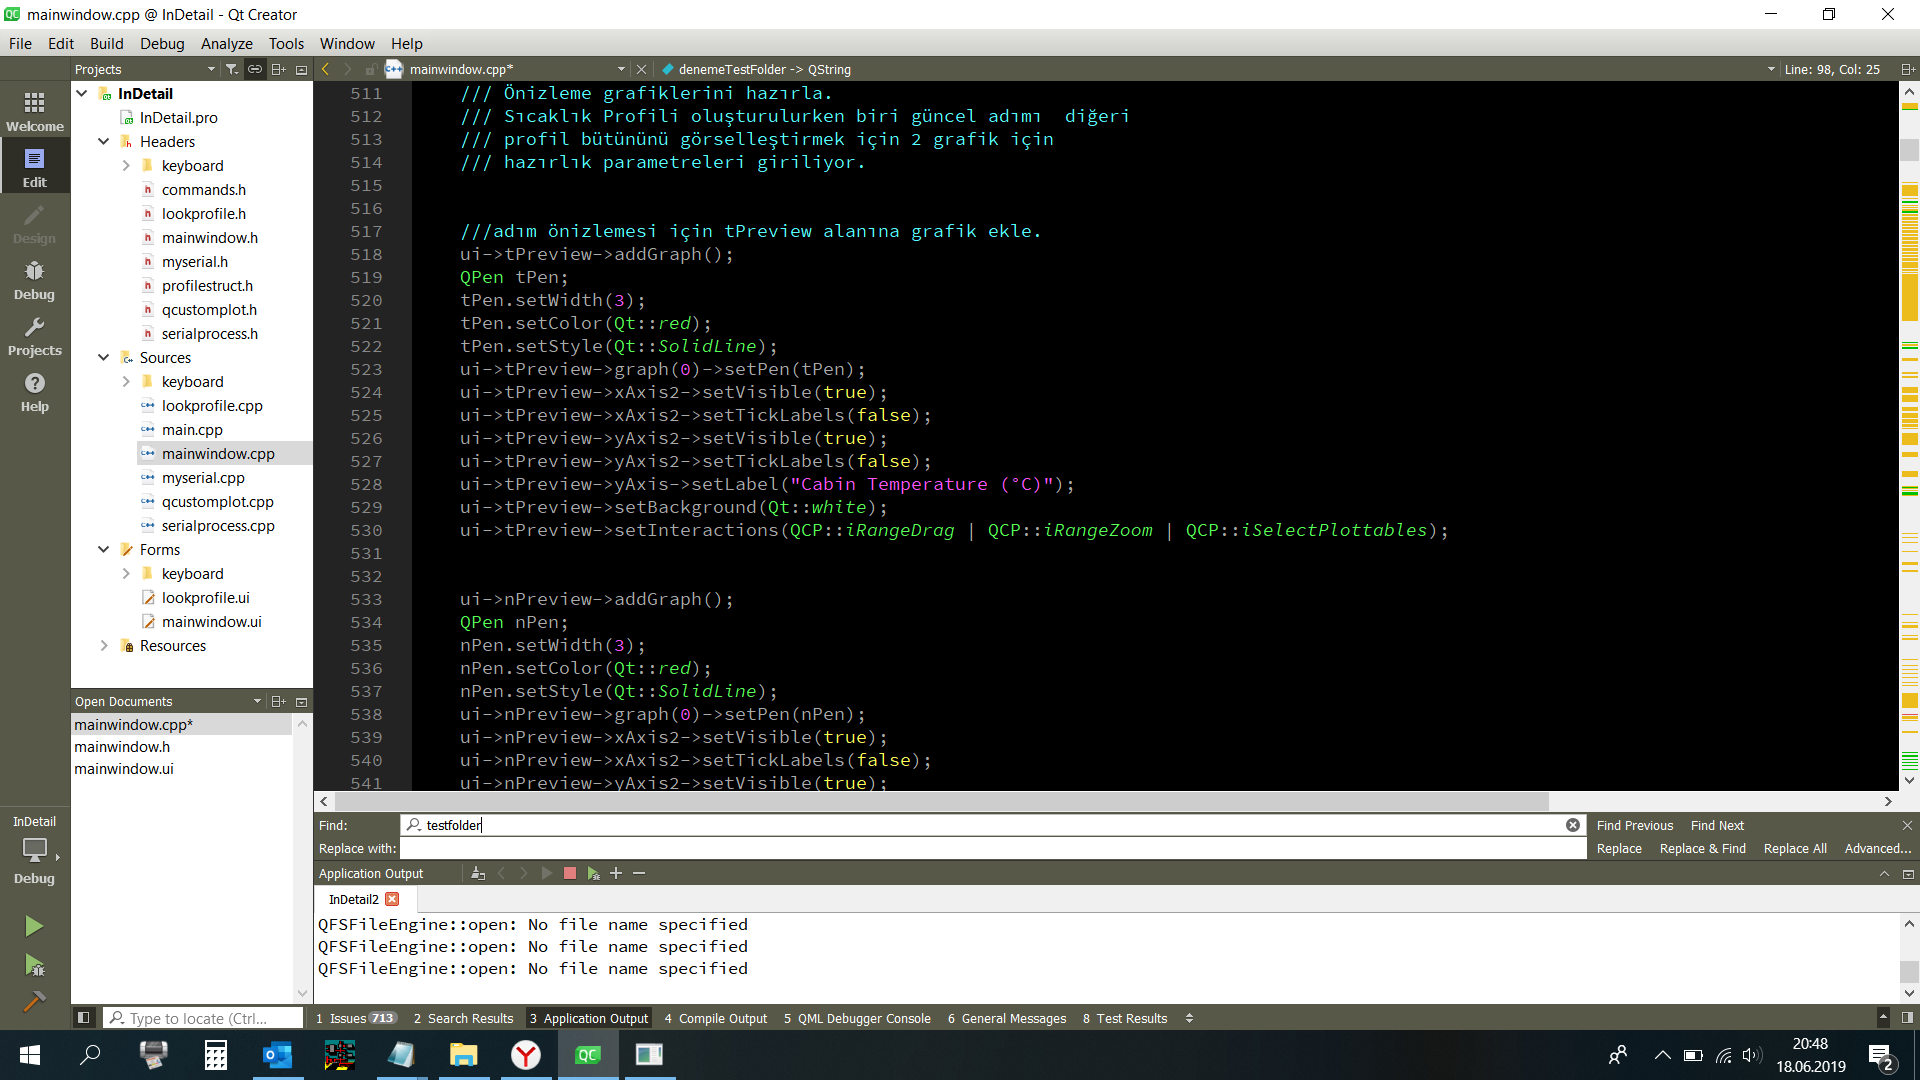 mainwindow.cpp @ InDetail - Qt Creator
File Edit Build Debug Analyze Tools Window Help
Projects
mainwindow.cpp*
denemeTestFolder -> QString
Line: 98, Col: 25
Welcome
Edit
Design
Debug
Projects
Help
InDetail
Debug
InDetail
InDetail.pro
Headers
keyboard
commands.h
lookprofile.h
mainwindow.h
myserial.h
profilestruct.h
qcustomplot.h
serialprocess.h
Sources
keyboard
lookprofile.cpp
main.cpp
mainwindow.cpp
myserial.cpp
qcustomplot.cpp
serialprocess.cpp
Forms
keyboard
lookprofile.ui
mainwindow.ui
Resources
Open Documents
mainwindow.cpp*
mainwindow.h
mainwindow.ui
511 /// Önizleme grafiklerini hazırla.
512 /// Sıcaklık Profili oluşturulurken biri güncel adımı  diğeri
513 /// profil bütününü görselleştirmek için 2 grafik için
514 /// hazırlık parametreleri giriliyor.
515
516
517 ///adım önizlemesi için tPreview alanına grafik ekle.
518 ui->tPreview->addGraph();
519 QPen tPen;
520 tPen.setWidth(3);
521 tPen.setColor(Qt::red);
522 tPen.setStyle(Qt::SolidLine);
523 ui->tPreview->graph(0)->setPen(tPen);
524 ui->tPreview->xAxis2->setVisible(true);
525 ui->tPreview->xAxis2->setTickLabels(false);
526 ui->tPreview->yAxis2->setVisible(true);
527 ui->tPreview->yAxis2->setTickLabels(false);
528 ui->tPreview->yAxis->setLabel("Cabin Temperature (°C)");
529 ui->tPreview->setBackground(Qt::white);
530 ui->tPreview->setInteractions(QCP::iRangeDrag | QCP::iRangeZoom | QCP::iSelectPlottables);
531
532
533 ui->nPreview->addGraph();
534 QPen nPen;
535 nPen.setWidth(3);
536 nPen.setColor(Qt::red);
537 nPen.setStyle(Qt::SolidLine);
538 ui->nPreview->graph(0)->setPen(nPen);
539 ui->nPreview->xAxis2->setVisible(true);
540 ui->nPreview->xAxis2->setTickLabels(false);
541 ui->nPreview->yAxis2->setVisible(true);
Find: testfolder Find Previous Find Next
Replace with: Replace Replace & Find Replace All Advanced...
Application Output
InDetail2
QFSFileEngine::open: No file name specified
QFSFileEngine::open: No file name specified
QFSFileEngine::open: No file name specified
Type to locate (Ctrl...
1 Issues 713 2 Search Results 3 Application Output 4 Compile Output 5 QML Debugger Console 6 General Messages 8 Test Results
20:48
18.06.2019
2